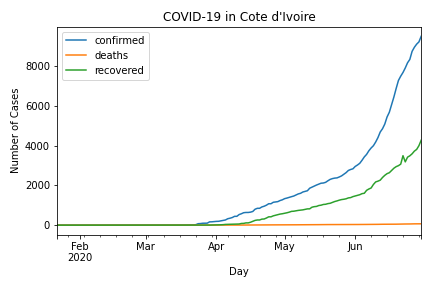 COVID-19 in Cote d'Ivoire
confirmed
deaths
recovered
Number of Cases
8000
6000
4000
2000
0
Feb
2020
Mar
Apr
May
Jun
Day